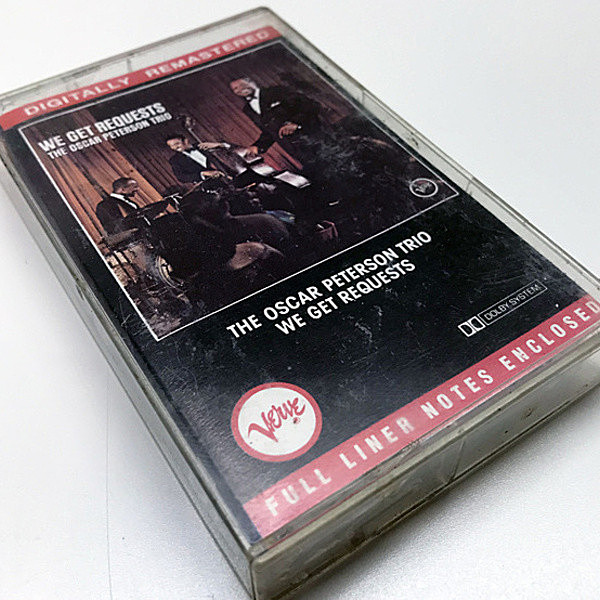 DIGITALLY REMASTERED
WE GET REQUESTS
THE OSCAR PETERSON TRIO
Verve
THE OSCAR PETERSON TRIO
WE GET REQUESTS
DOLBY SYSTEM
Verve
FULL LINER NOTES ENCLOSED